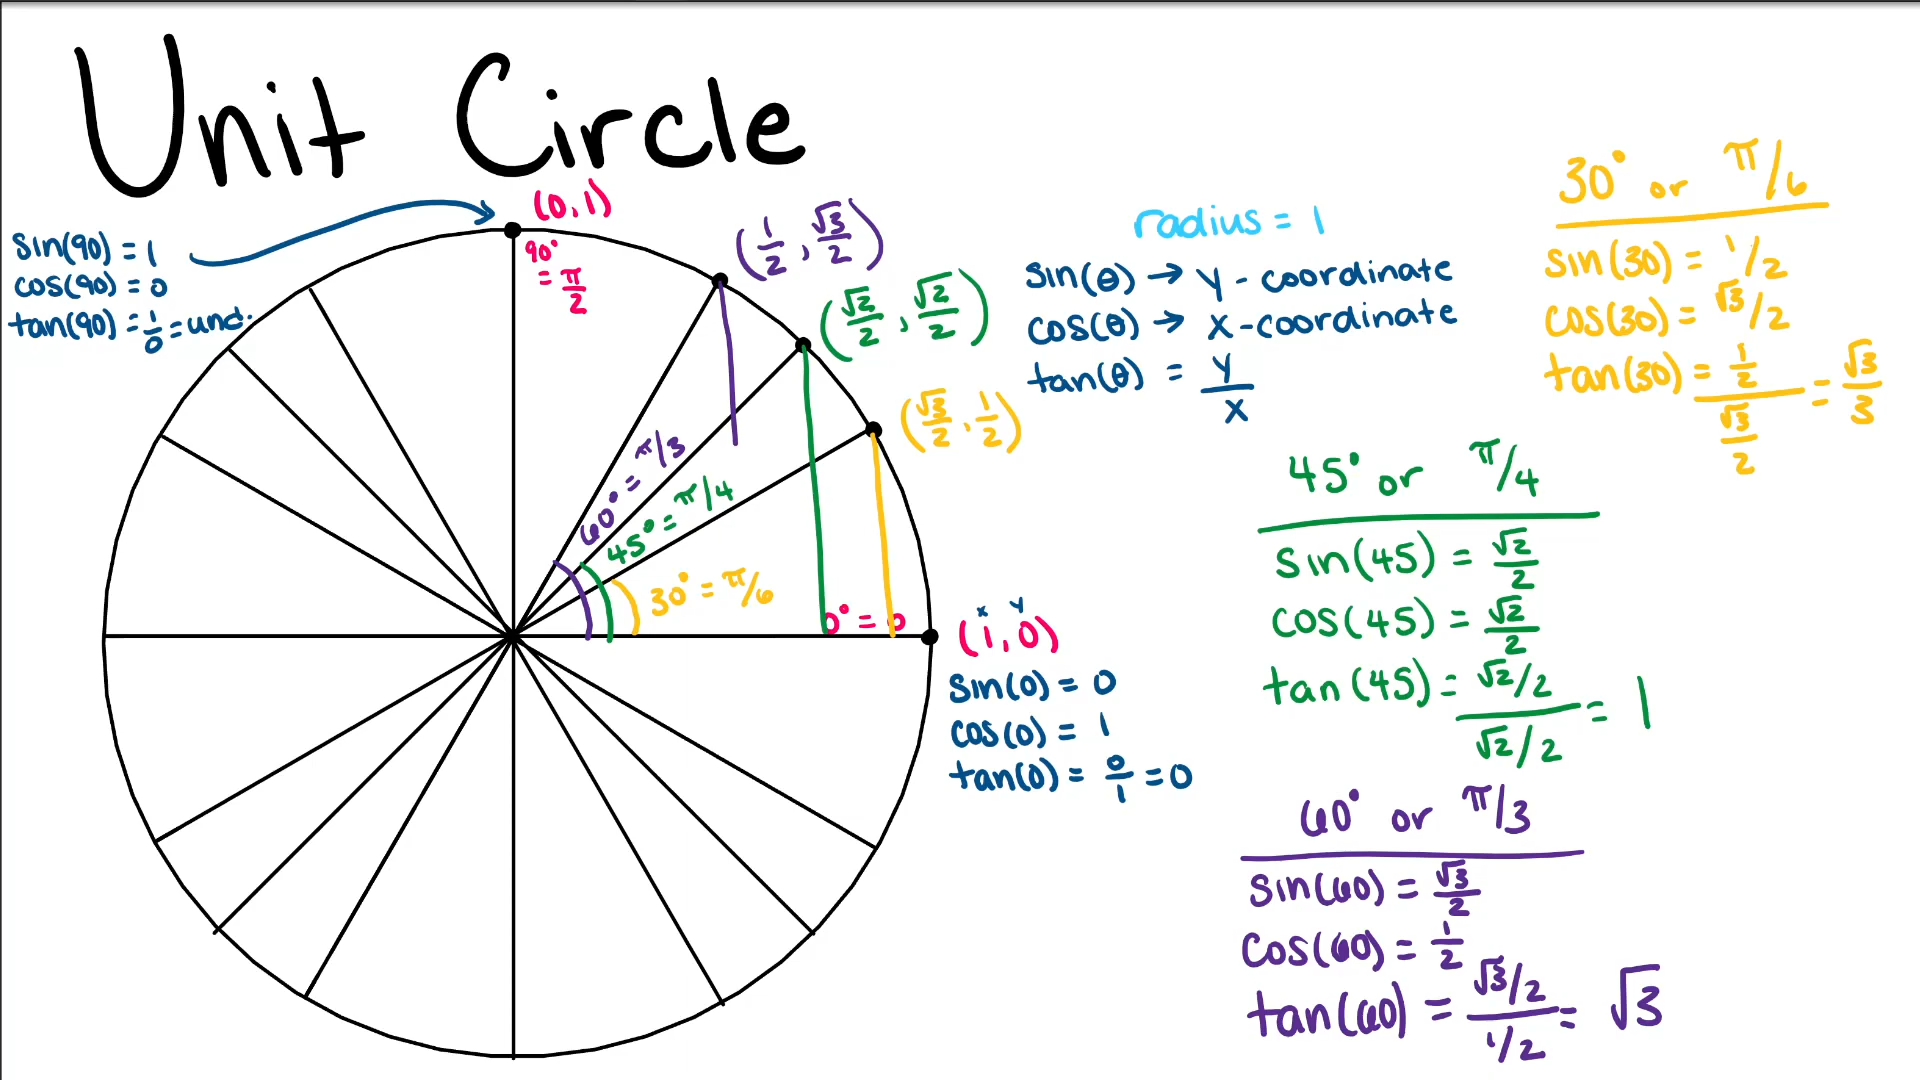 Unit Circle
sin(90) = 1
cos(90) = 0
tan(90) = 1/0 = und.
(0,1)
90° = π/2
(1/2, √3/2)
(√2/2, √2/2)
(√3/2, 1/2)
60° = π/3
45° = π/4
30° = π/6
0° = 0
x y
(1,0)
sin(0) = 0
cos(0) = 1
tan(0) = 0/1 = 0
radius = 1
sin(θ) → y - coordinate
cos(θ) → x - coordinate
tan(θ) = y/x
30° or π/6
sin(30) = 1/2
cos(30) = √3/2
tan(30) = 1/2 / √3/2 = √3/3
45° or π/4
sin(45) = √2/2
cos(45) = √2/2
tan(45) = √2/2 / √2/2 = 1
60° or π/3
sin(60) = √3/2
cos(60) = 1/2
tan(60) = √3/2 / 1/2 = √3